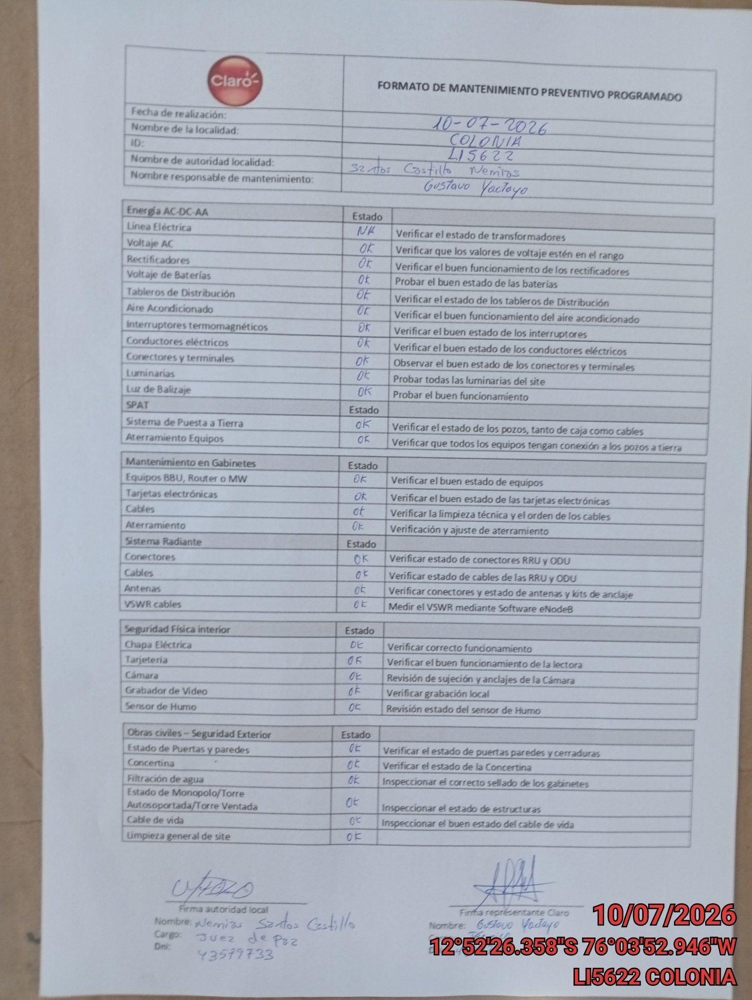 Claro
FORMATO DE MANTENIMIENTO PREVENTIVO PROGRAMADO
Fecha de realización: 10-07-2026
Nombre de la localidad: COLONIA
ID: LI5622
Nombre de autoridad localidad: Santos Castillo Nemias
Nombre responsable de mantenimiento: Gustavo Yactayo
Energía AC-DC-AA Estado
Línea Eléctrica NA Verificar el estado de transformadores
Voltaje AC OK Verificar que los valores de voltaje estén en el rango
Rectificadores OK Verificar el buen funcionamiento de los rectificadores
Voltaje de Baterías OK Probar el buen estado de las baterías
Tableros de Distribución OK Verificar el estado de los tableros de Distribución
Aire Acondicionado OK Verificar el buen funcionamiento del aire acondicionado
Interruptores termomagnéticos OK Verificar el buen estado de los interruptores
Conductores eléctricos OK Verificar el buen estado de los conductores eléctricos
Conectores y terminales OK Observar el buen estado de los conectores y terminales
Luminarias OK Probar todas las luminarias del site
Luz de Balizaje OK Probar el buen funcionamiento
SPAT Estado
Sistema de Puesta a Tierra OK Verificar el estado de los pozos, tanto de caja como cables
Aterramiento Equipos OK Verificar que todos los equipos tengan conexión a los pozos a tierra
Mantenimiento en Gabinetes Estado
Equipos BBU, Router o MW OK Verificar el buen estado de equipos
Tarjetas electrónicas OK Verificar el buen estado de las tarjetas electrónicas
Cables OK Verificar la limpieza técnica y el orden de los cables
Aterramiento OK Verificación y ajuste de aterramiento
Sistema Radiante Estado
Conectores OK Verificar estado de conectores RRU y ODU
Cables OK Verificar estado de cables de las RRU y ODU
Antenas OK Verificar conectores y estado de antenas y kits de anclaje
VSWR cables OK Medir el VSWR mediante Software eNodeB
Seguridad Física interior Estado
Chapa Eléctrica OK Verificar correcto funcionamiento
Tarjetería OK Verificar el buen funcionamiento de la lectora
Cámara OK Revisión de sujeción y anclajes de la Cámara
Grabador de Vídeo OK Verificar grabación local
Sensor de Humo OK Revisión estado del sensor de Humo
Obras civiles – Seguridad Exterior Estado
Estado de Puertas y paredes OK Verificar el estado de puertas paredes y cerraduras
Concertina OK Verificar el estado de la Concertina
Filtración de agua OK Inspeccionar el correcto sellado de los gabinetes
Estado de Monopolo/Torre
Autosoportada/Torre Ventada OK Inspeccionar el estado de estructuras
Cable de vida OK Inspeccionar el buen estado del cable de vida
Limpieza general de site OK
Firma autoridad local
Nombre: Nemias Santos Castillo
Cargo: Juez de Paz
Dni: 43579733
Firma representante Claro
Nombre: Gustavo Yactayo
10/07/2026
12°52'26.358"S 76°03'52.946"W
LI5622 COLONIA